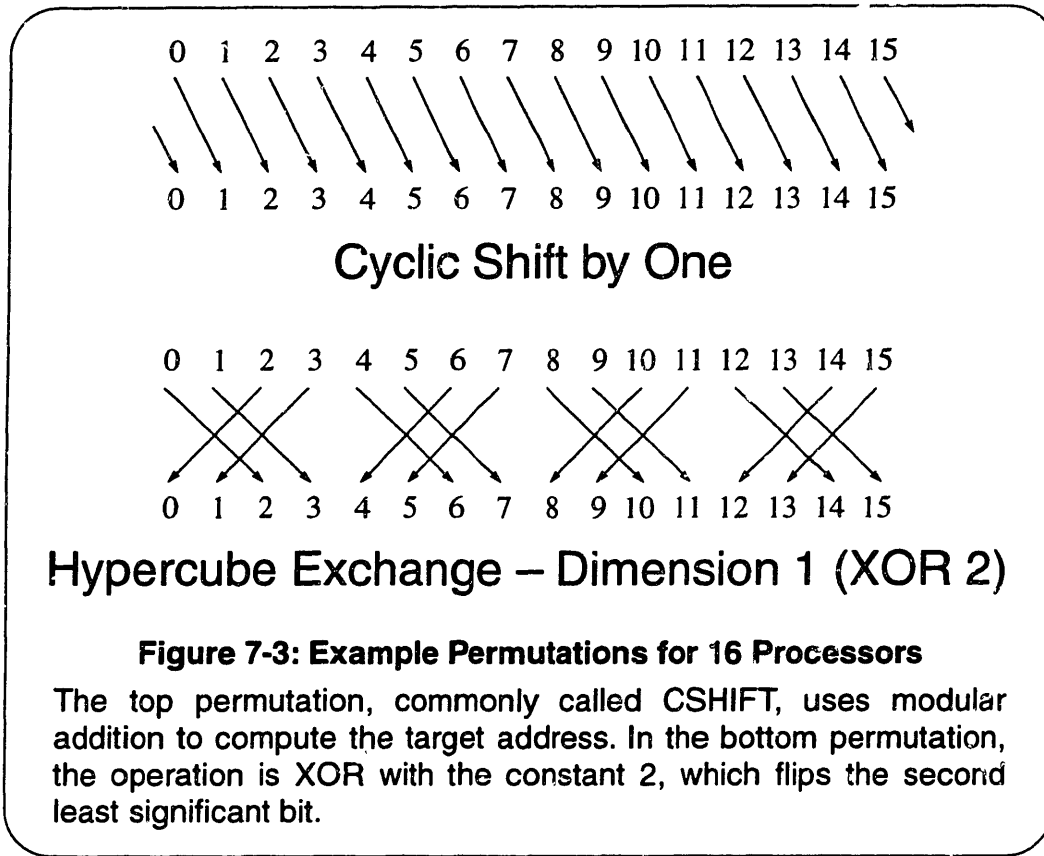 0 1 2 3 4 5 6 7 8 9 10 11 12 13 14 15
0 1 2 3 4 5 6 7 8 9 10 11 12 13 14 15
Cyclic Shift by One
0 1 2 3 4 5 6 7 8 9 10 11 12 13 14 15
0 1 2 3 4 5 6 7 8 9 10 11 12 13 14 15
Hypercube Exchange – Dimension 1 (XOR 2)
Figure 7-3: Example Permutations for 16 Processors
The top permutation, commonly called CSHIFT, uses modular
addition to compute the target address. In the bottom permutation,
the operation is XOR with the constant 2, which flips the second
least significant bit.